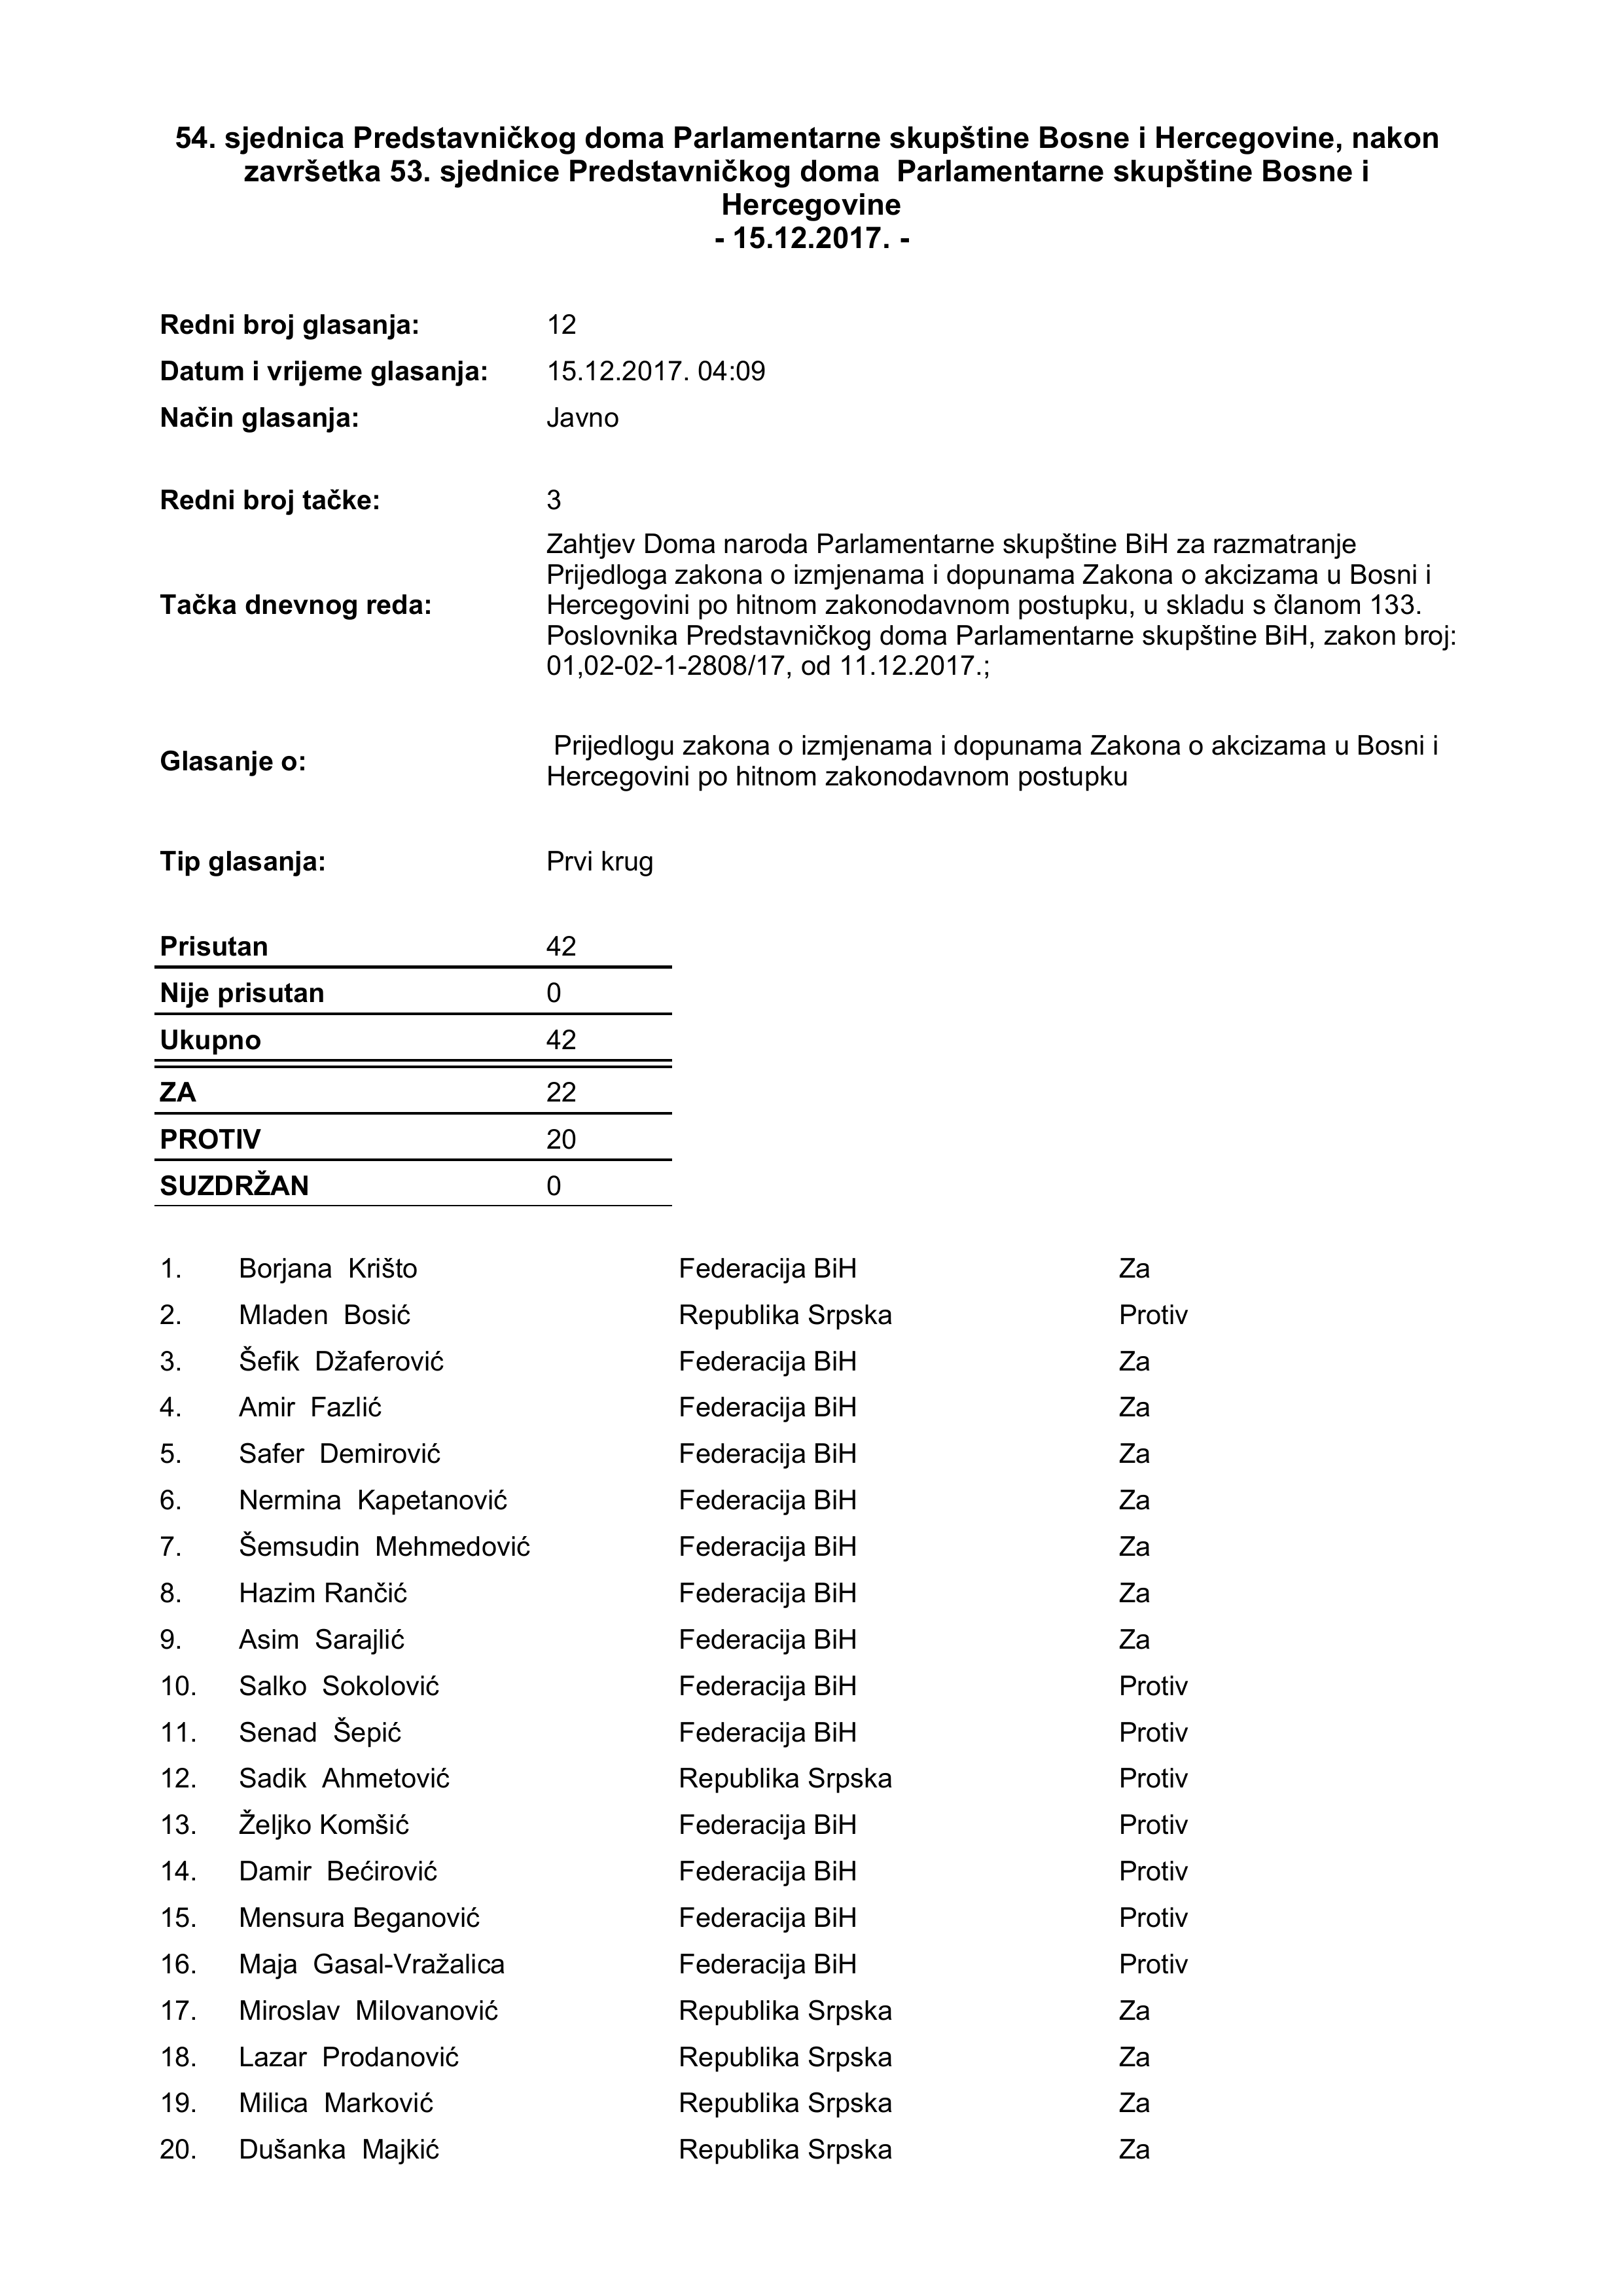 54. sjednica Predstavničkog doma Parlamentarne skupštine Bosne i Hercegovine, nakon
završetka 53. sjednice Predstavničkog doma  Parlamentarne skupštine Bosne i
Hercegovine
- 15.12.2017. -
Redni broj glasanja: 12
Datum i vrijeme glasanja: 15.12.2017. 04:09
Način glasanja: Javno
Redni broj tačke: 3
Tačka dnevnog reda: Zahtjev Doma naroda Parlamentarne skupštine BiH za razmatranje
Prijedloga zakona o izmjenama i dopunama Zakona o akcizama u Bosni i
Hercegovini po hitnom zakonodavnom postupku, u skladu s članom 133.
Poslovnika Predstavničkog doma Parlamentarne skupštine BiH, zakon broj:
01,02-02-1-2808/17, od 11.12.2017.;
Glasanje o: Prijedlogu zakona o izmjenama i dopunama Zakona o akcizama u Bosni i
Hercegovini po hitnom zakonodavnom postupku
Tip glasanja: Prvi krug
Prisutan 42
Nije prisutan 0
Ukupno 42
ZA 22
PROTIV 20
SUZDRŽAN 0
1. Borjana  Krišto Federacija BiH Za
2. Mladen  Bosić Republika Srpska Protiv
3. Šefik  Džaferović Federacija BiH Za
4. Amir  Fazlić Federacija BiH Za
5. Safer  Demirović Federacija BiH Za
6. Nermina  Kapetanović Federacija BiH Za
7. Šemsudin  Mehmedović Federacija BiH Za
8. Hazim Rančić Federacija BiH Za
9. Asim  Sarajlić Federacija BiH Za
10. Salko  Sokolović Federacija BiH Protiv
11. Senad  Šepić Federacija BiH Protiv
12. Sadik  Ahmetović Republika Srpska Protiv
13. Željko Komšić Federacija BiH Protiv
14. Damir  Bećirović Federacija BiH Protiv
15. Mensura Beganović Federacija BiH Protiv
16. Maja  Gasal-Vražalica Federacija BiH Protiv
17. Miroslav  Milovanović Republika Srpska Za
18. Lazar  Prodanović Republika Srpska Za
19. Milica  Marković Republika Srpska Za
20. Dušanka  Majkić Republika Srpska Za